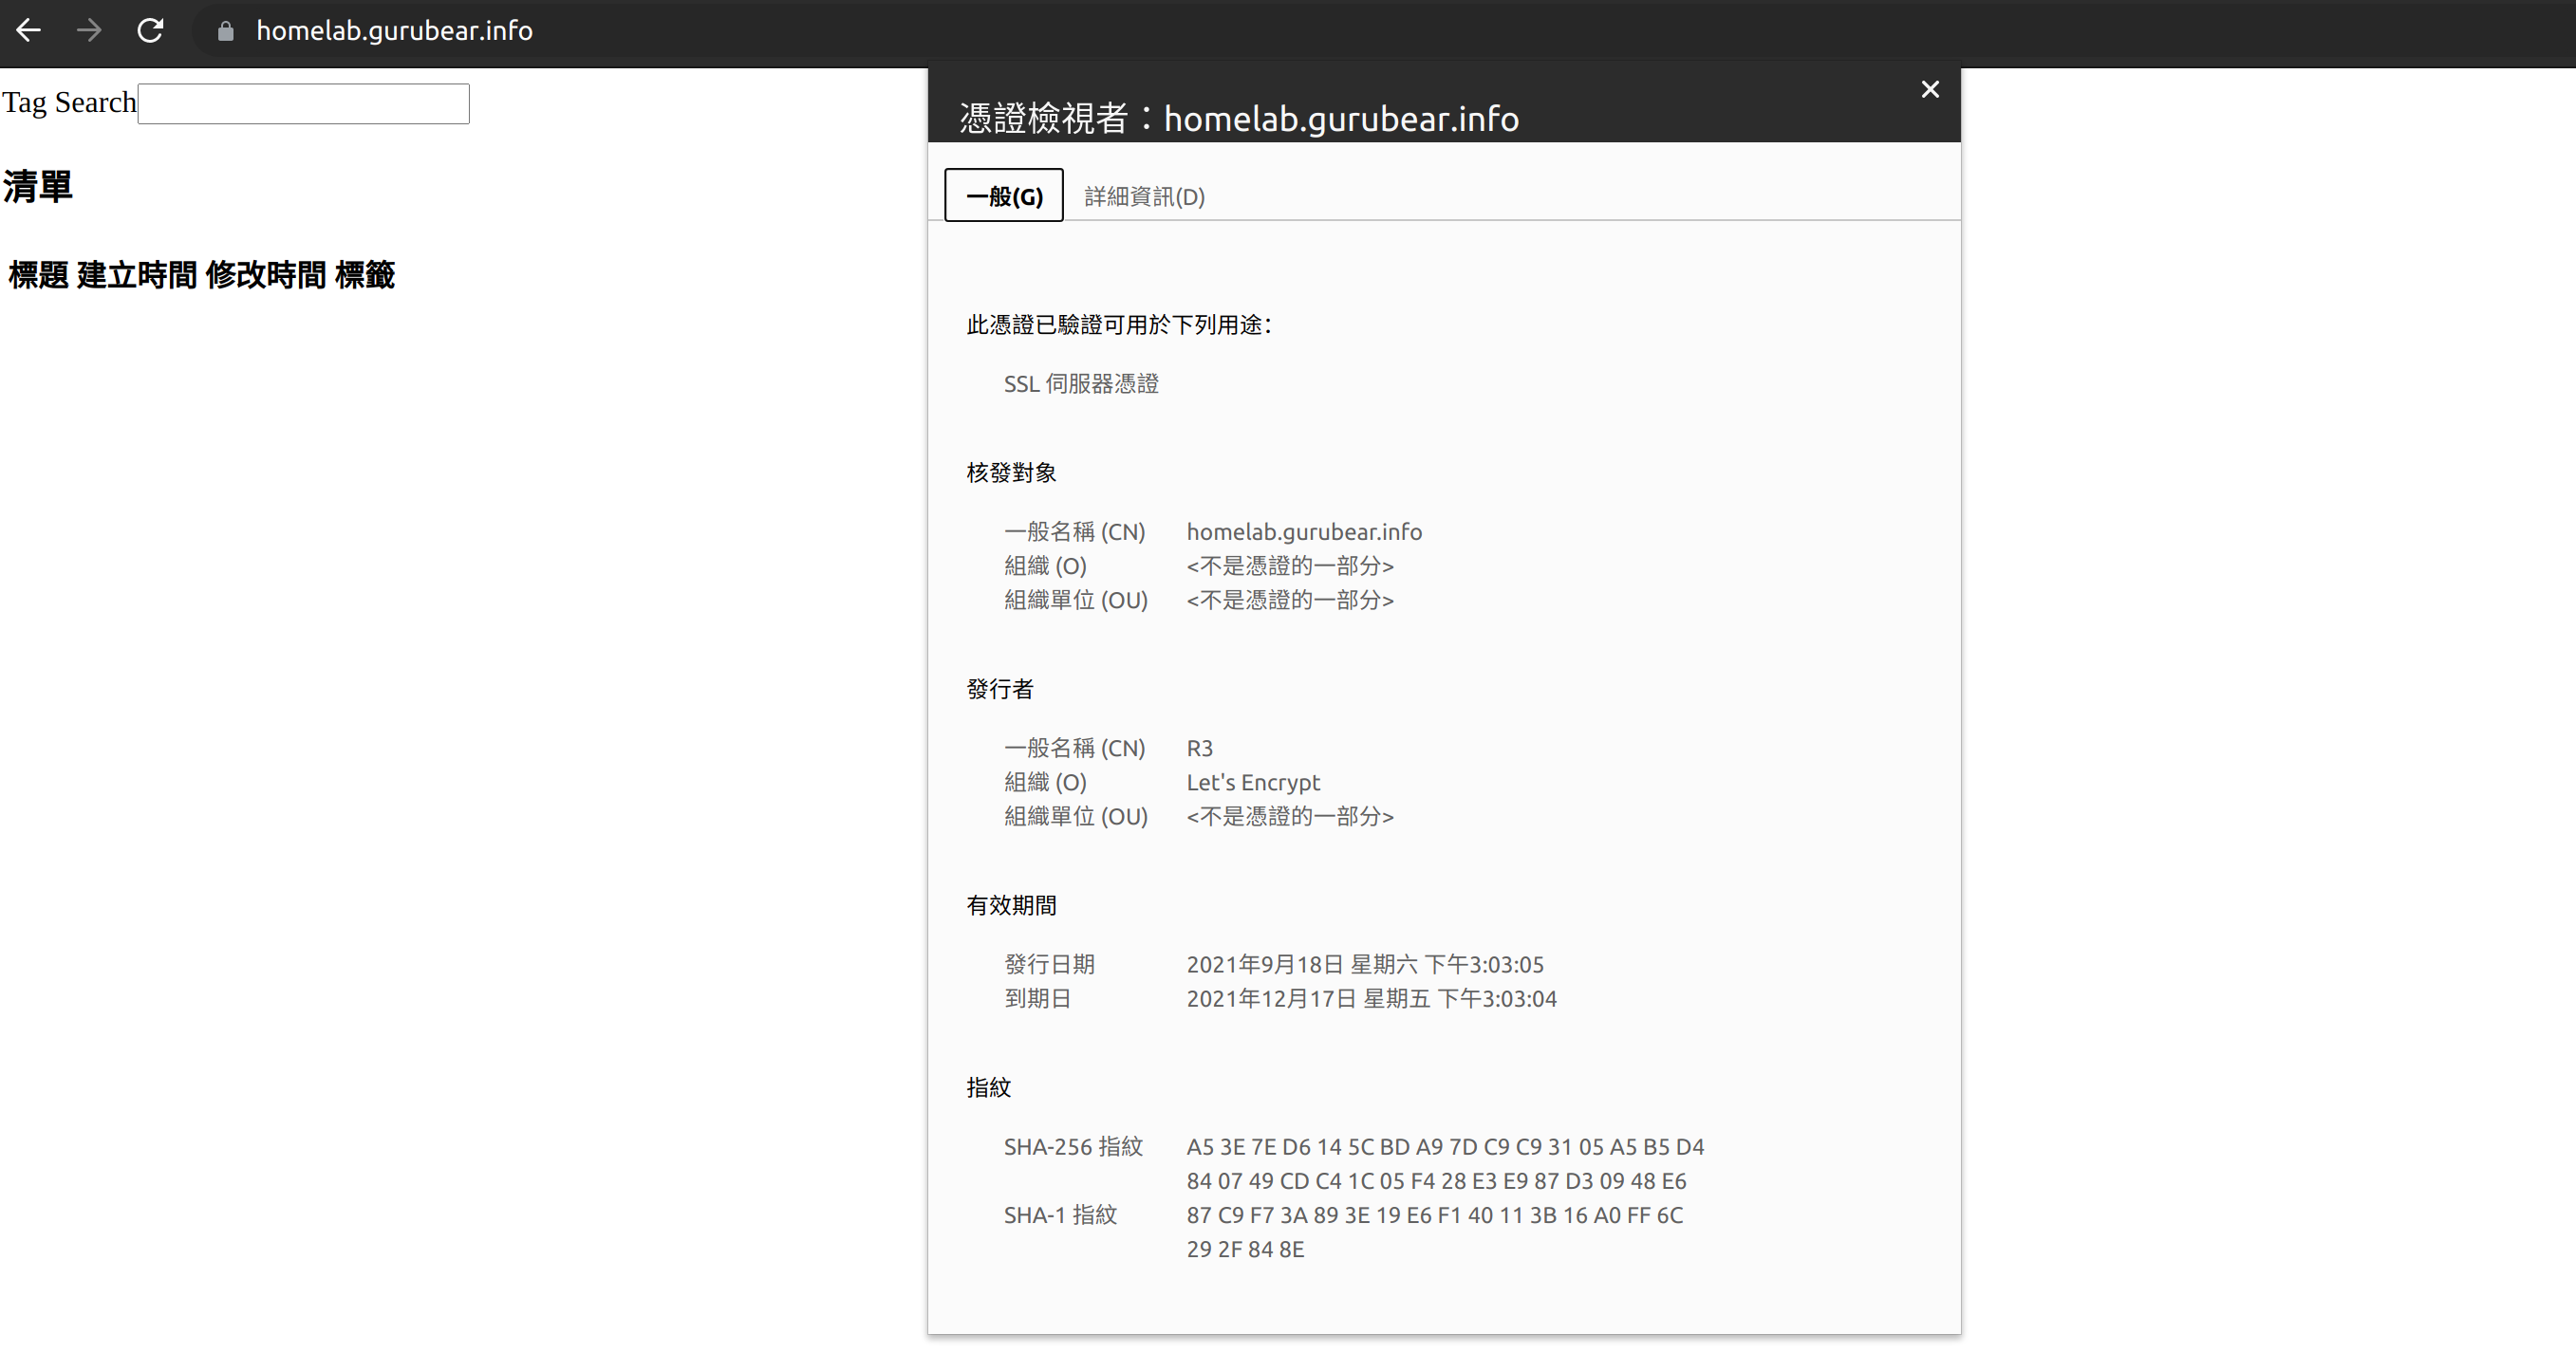 homelab.gurubear.info
Tag Search
清單
標題 建立時間 修改時間 標籤
憑證檢視者：homelab.gurubear.info
一般(G) 詳細資訊(D)
此憑證已驗證可用於下列用途：
SSL 伺服器憑證
核發對象
一般名稱 (CN) homelab.gurubear.info
組織 (O) <不是憑證的一部分>
組織單位 (OU) <不是憑證的一部分>
發行者
一般名稱 (CN) R3
組織 (O) Let's Encrypt
組織單位 (OU) <不是憑證的一部分>
有效期間
發行日期 2021年9月18日 星期六 下午3:03:05
到期日 2021年12月17日 星期五 下午3:03:04
指紋
SHA-256 指紋 A5 3E 7E D6 14 5C BD A9 7D C9 C9 31 05 A5 B5 D4
84 07 49 CD C4 1C 05 F4 28 E3 E9 87 D3 09 48 E6
SHA-1 指紋 87 C9 F7 3A 89 3E 19 E6 F1 40 11 3B 16 A0 FF 6C
29 2F 84 8E